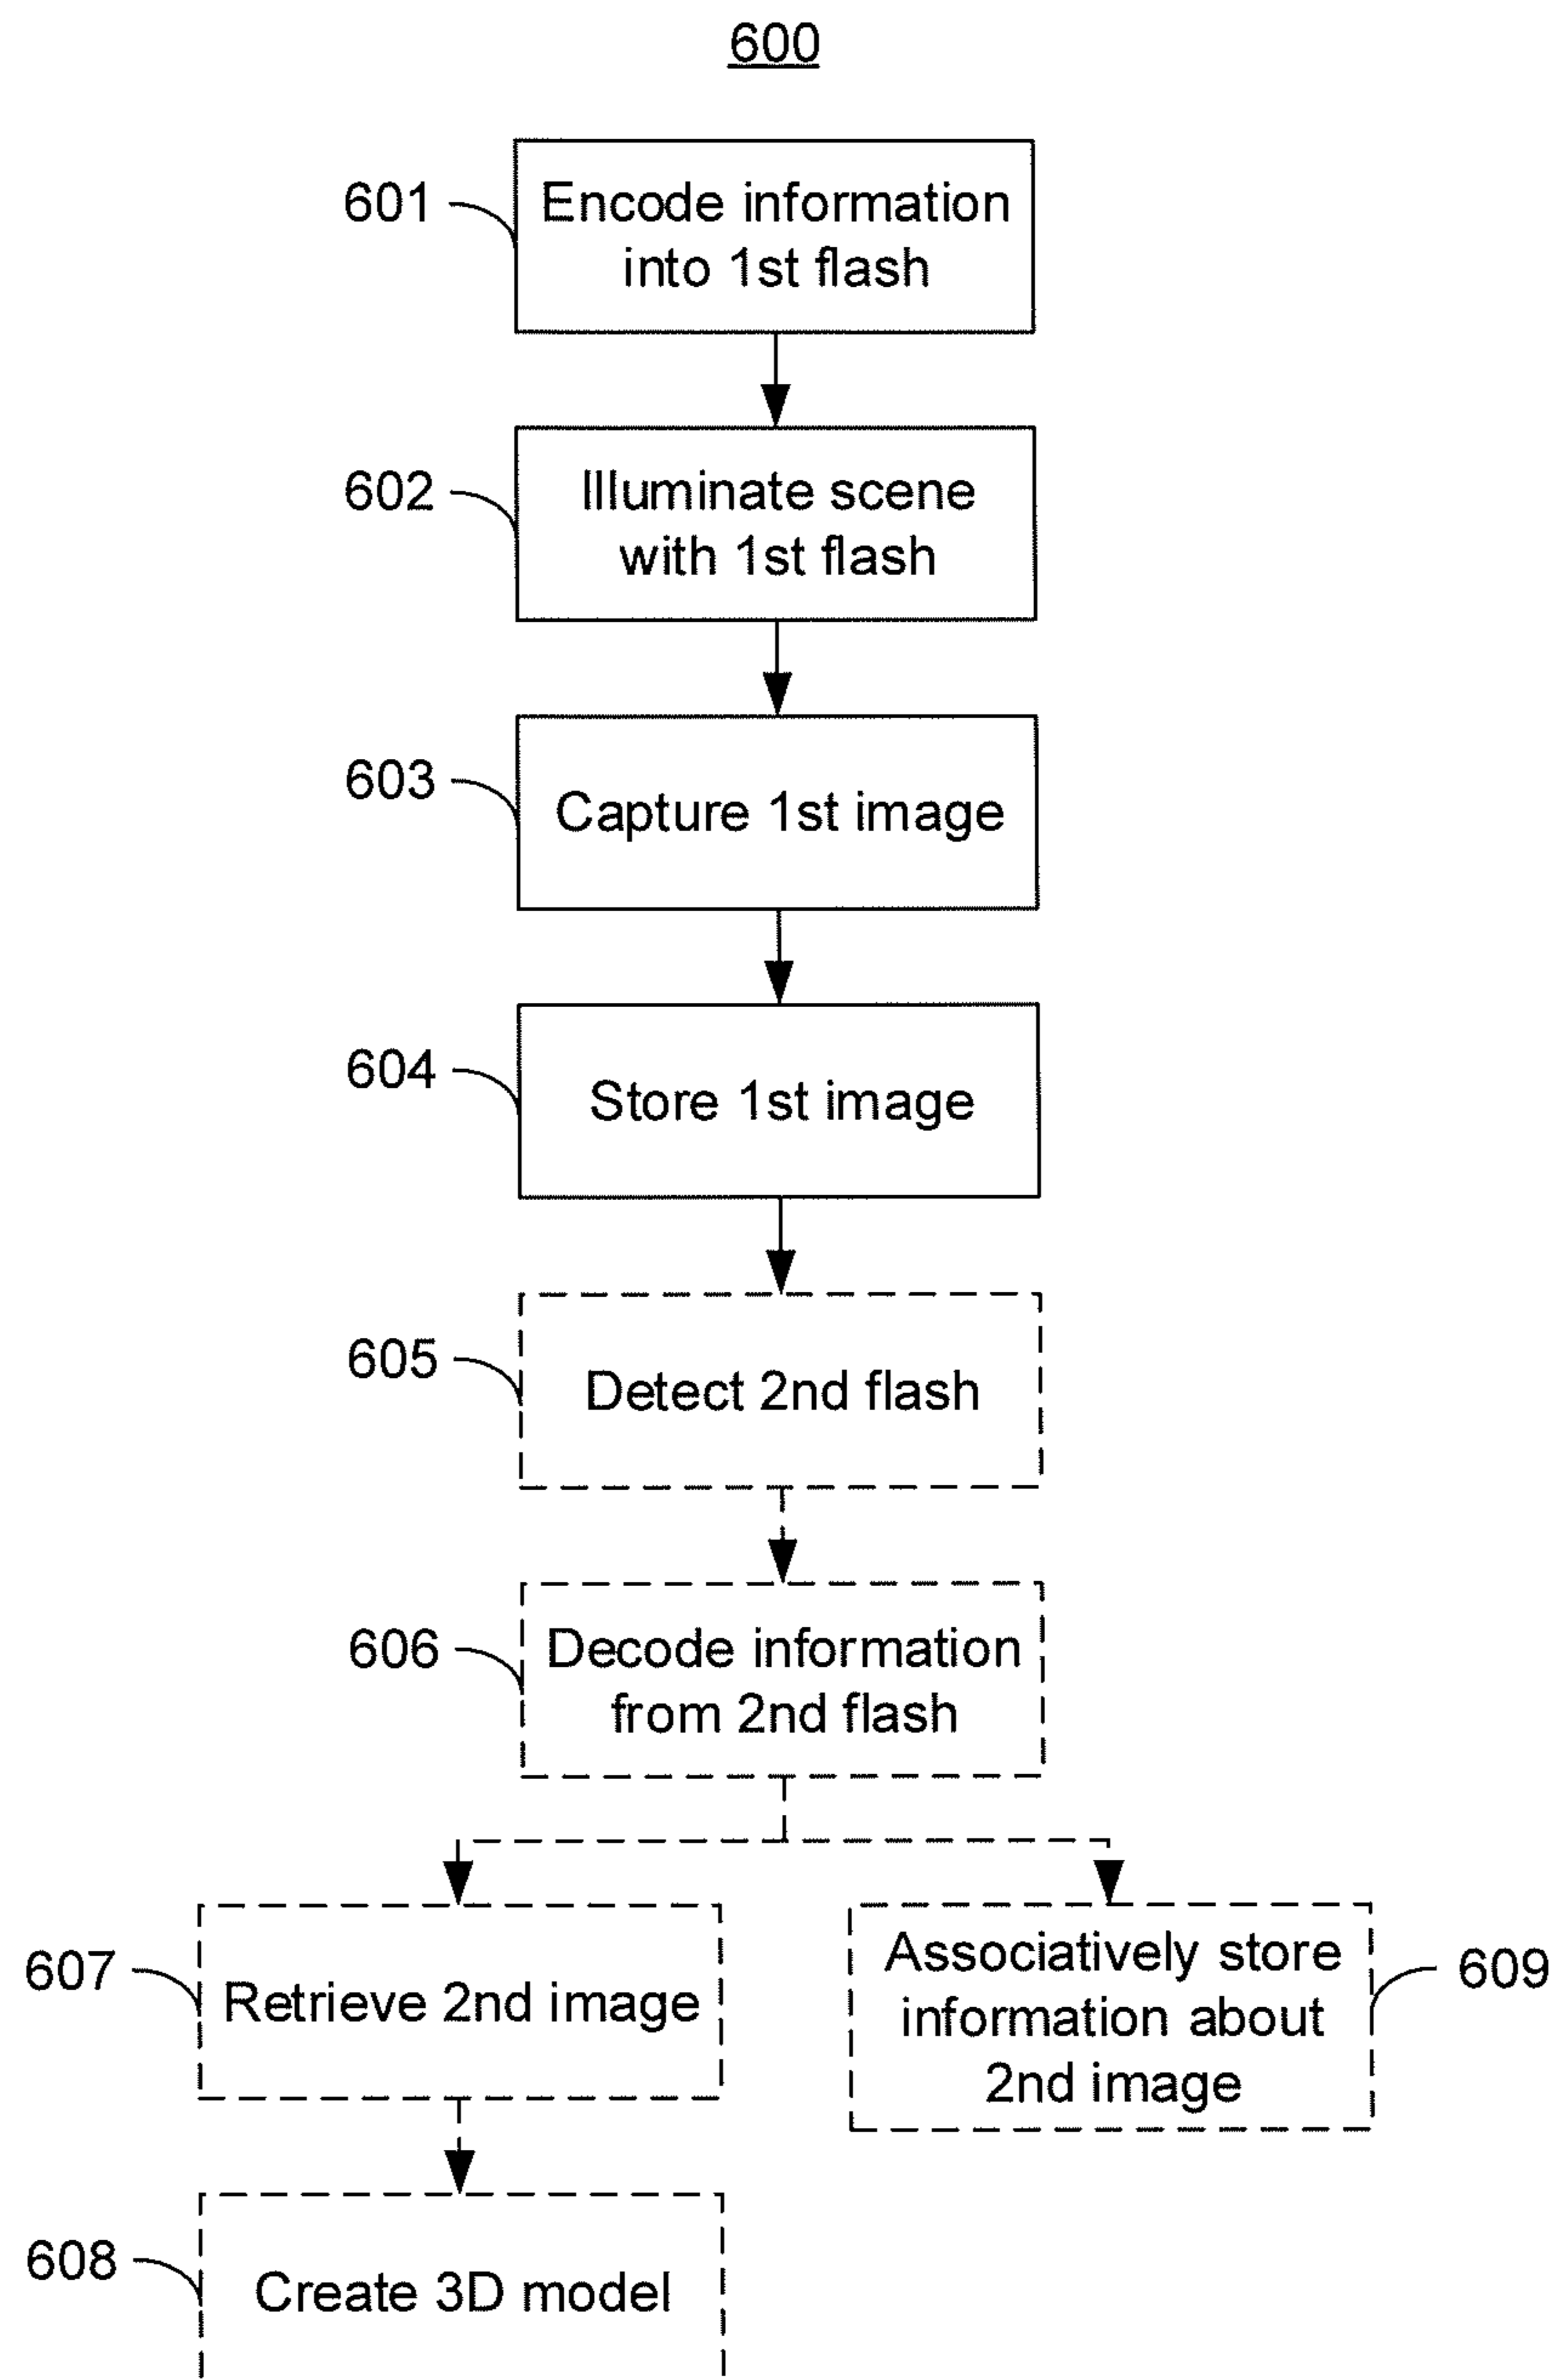 600
601
Encode information
into 1st flash
602
Illuminate scene
with 1st flash
603
Capture 1st image
604
Store 1st image
605
Detect 2nd flash
606
Decode information
from 2nd flash
607
Retrieve 2nd image
Associatively store
information about
2nd image
609
608
Create 3D model